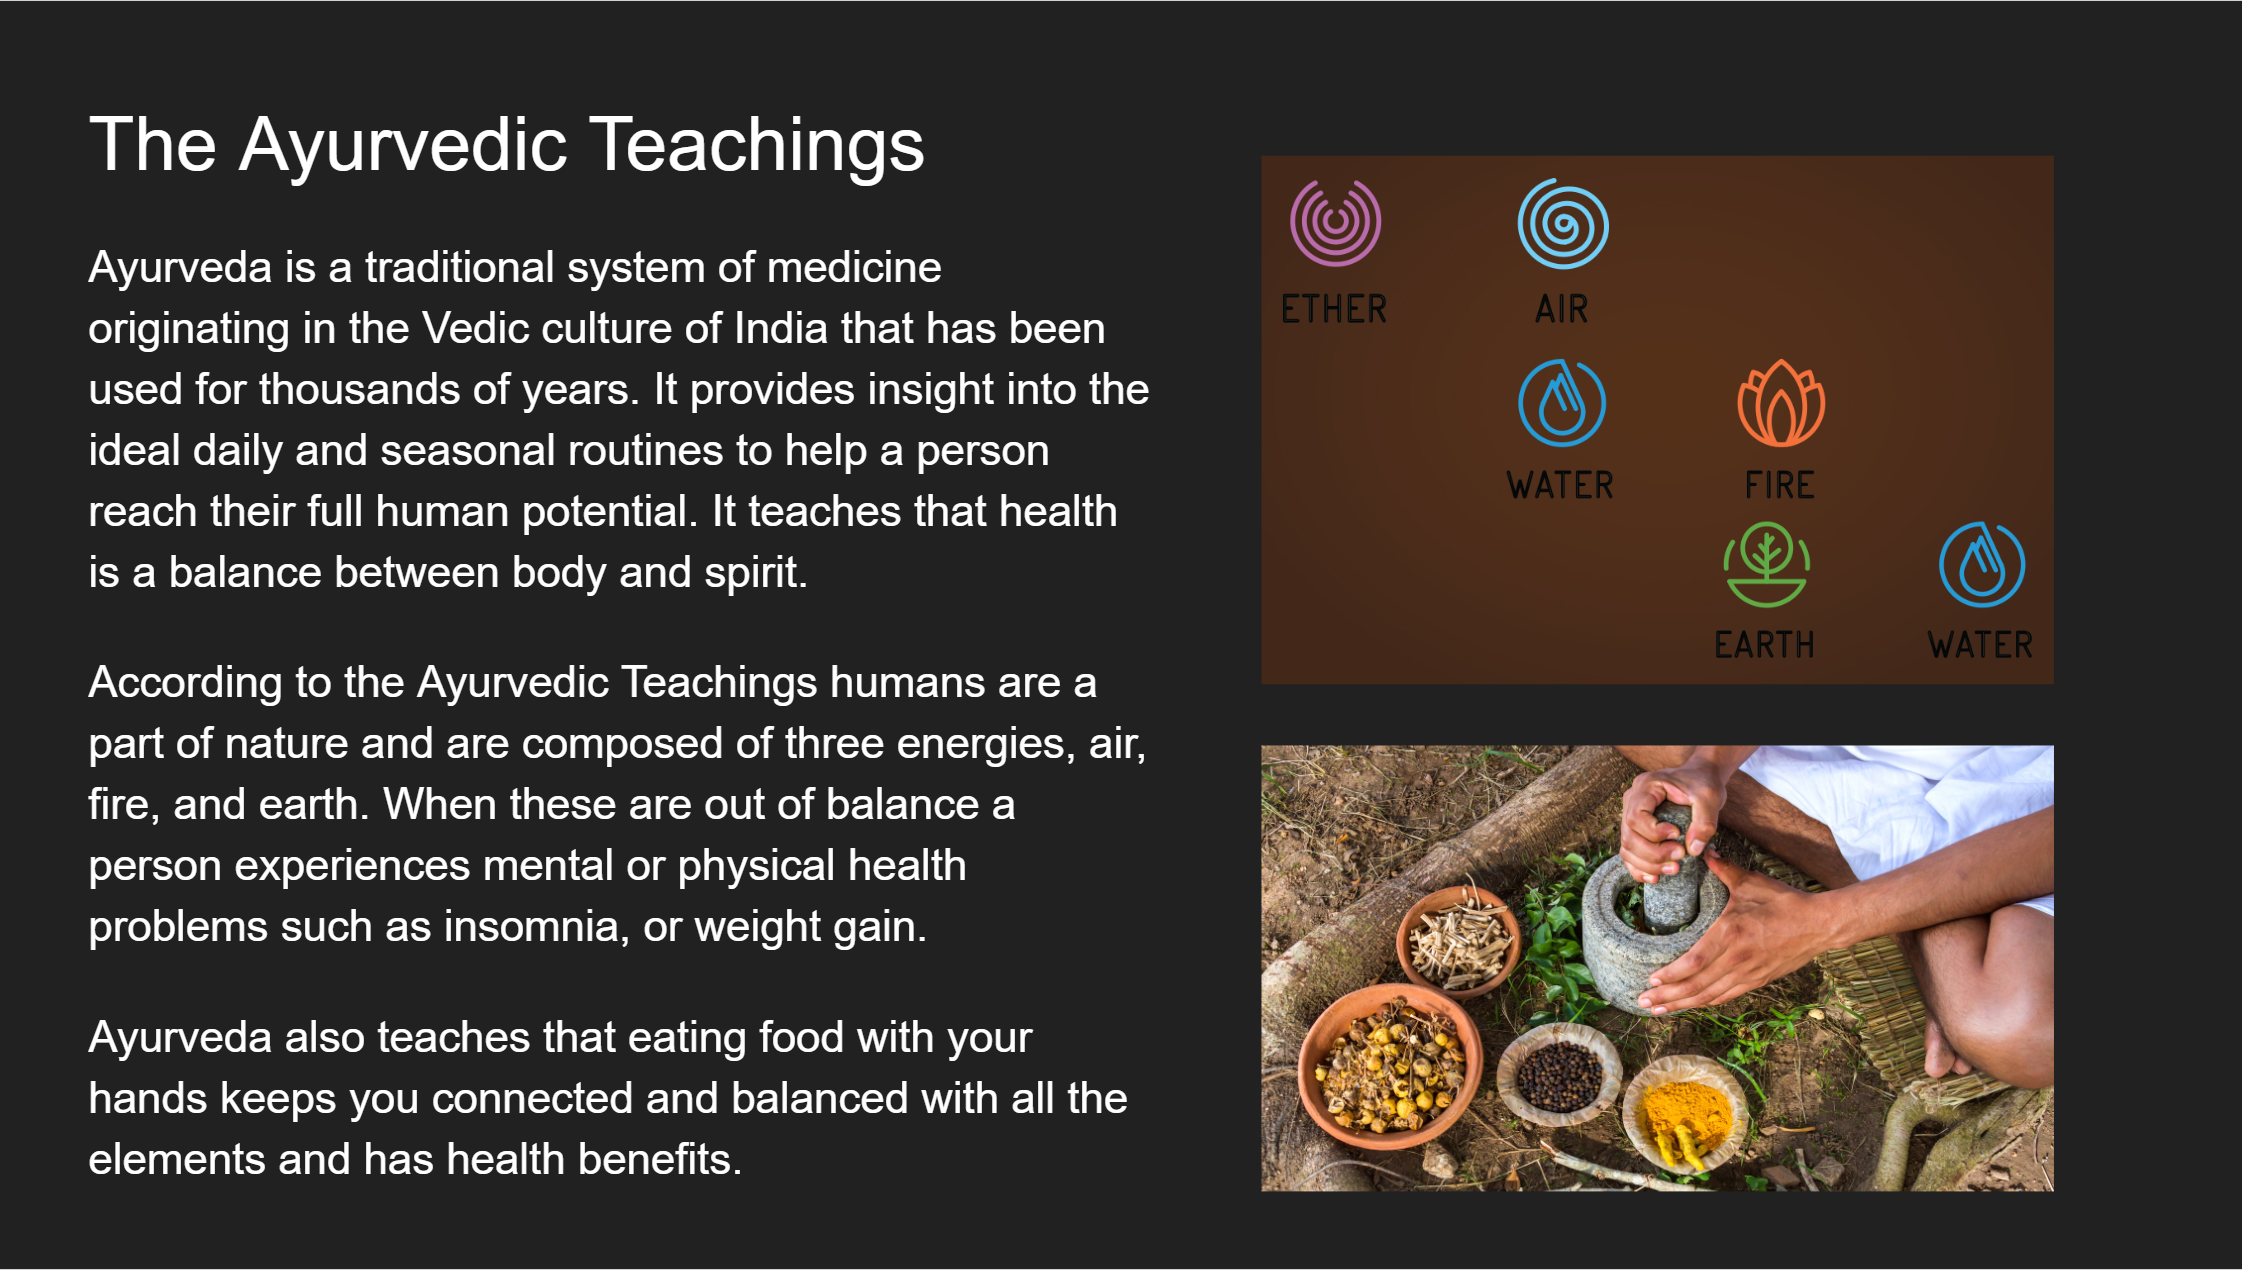 The Ayurvedic Teachings
Ayurveda is a traditional system of medicine
originating in the Vedic culture of India that has been
used for thousands of years. It provides insight into the
ideal daily and seasonal routines to help a person
reach their full human potential. It teaches that health
is a balance between body and spirit.
According to the Ayurvedic Teachings humans are a
part of nature and are composed of three energies, air,
fire, and earth. When these are out of balance a
person experiences mental or physical health
problems such as insomnia, or weight gain.
Ayurveda also teaches that eating food with your
hands keeps you connected and balanced with all the
elements and has health benefits.
ETHER AIR
WATER FIRE
EARTH WATER